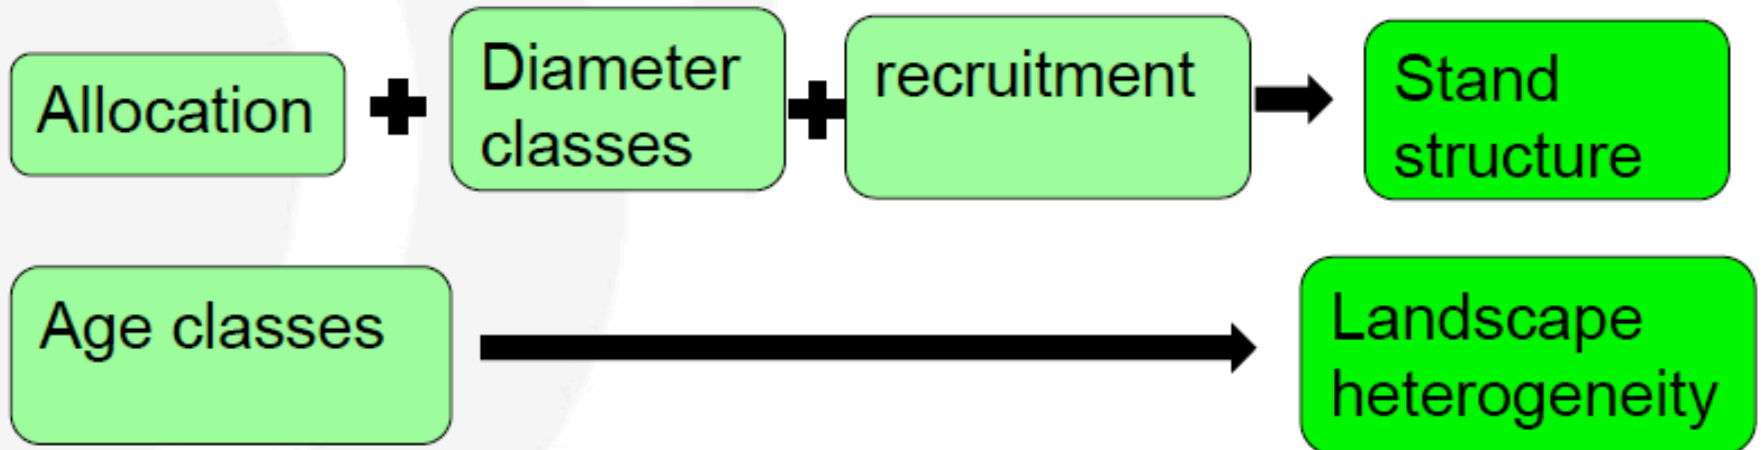 Allocation
Diameter
classes
recruitment
Stand
structure
Age classes
Landscape
heterogeneity